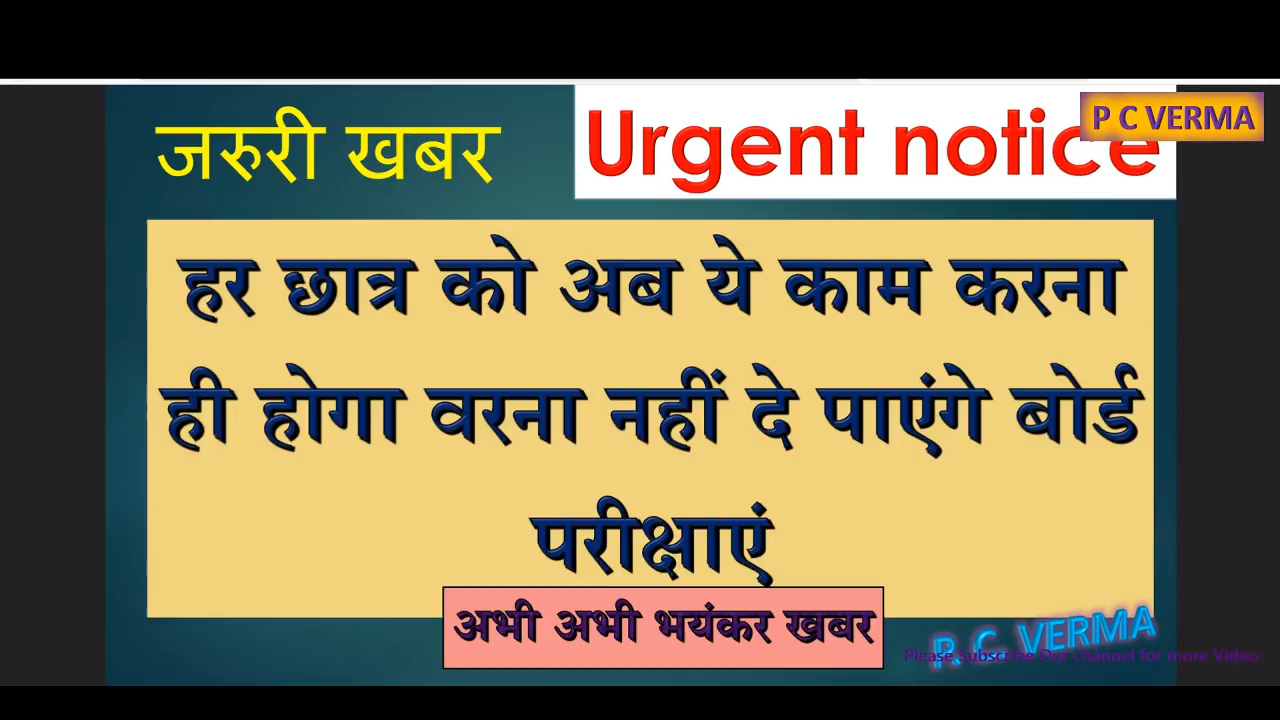 जरुरी खबर
Urgent notice
P C VERMA
हर छात्र को अब ये काम करना
ही होगा वरना नहीं दे पाएंगे बोर्ड
परीक्षाएं
अभी अभी भयंकर खबर
P. C. VERMA
Please Subscribe Our channel for more Video